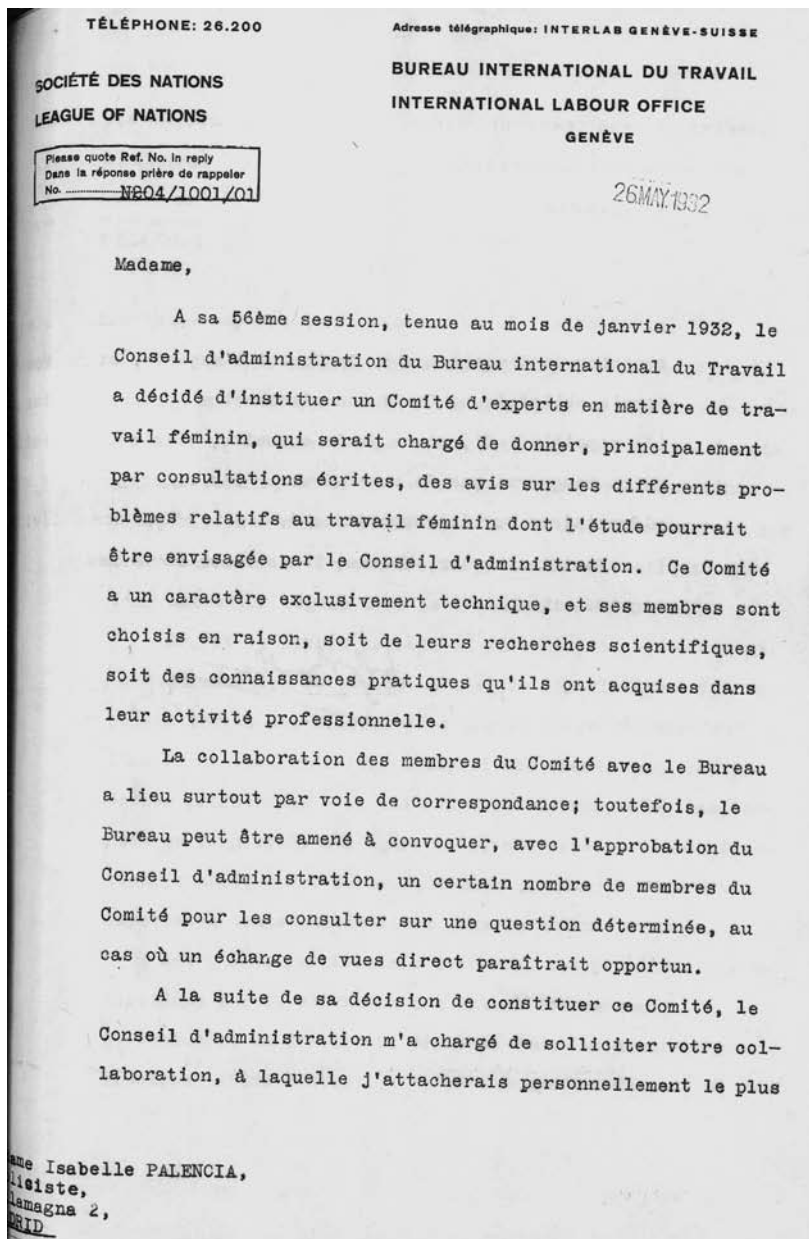 TÉLÉPHONE: 26.200
Adresse télégraphique: INTERLAB GENÈVE-SUISSE
SOCIÉTÉ DES NATIONS
LEAGUE OF NATIONS
BUREAU INTERNATIONAL DU TRAVAIL
INTERNATIONAL LABOUR OFFICE
GENÈVE
Please quote Ref. No. in reply
Dans la réponse prière de rappeler
No. N204/1001/01
26.MAY.1932
Madame,
A sa 56ème session, tenue au mois de janvier 1932, le
Conseil d'administration du Bureau international du Travail
a décidé d'instituer un Comité d'experts en matière de tra-
vail féminin, qui serait chargé de donner, principalement
par consultations écrites, des avis sur les différents pro-
blèmes relatifs au travail féminin dont l'étude pourrait
être envisagée par le Conseil d'administration. Ce Comité
a un caractère exclusivement technique, et ses membres sont
choisis en raison, soit de leurs recherches scientifiques,
soit des connaissances pratiques qu'ils ont acquises dans
leur activité professionnelle.
La collaboration des membres du Comité avec le Bureau
a lieu surtout par voie de correspondance; toutefois, le
Bureau peut être amené à convoquer, avec l'approbation du
Conseil d'administration, un certain nombre de membres du
Comité pour les consulter sur une question déterminée, au
cas où un échange de vues direct paraîtrait opportun.
A la suite de sa décision de constituer ce Comité, le
Conseil d'administration m'a chargé de solliciter votre col-
laboration, à laquelle j'attacherais personnellement le plus
ame Isabelle PALENCIA,
liciste,
lamagna 2,
DRID